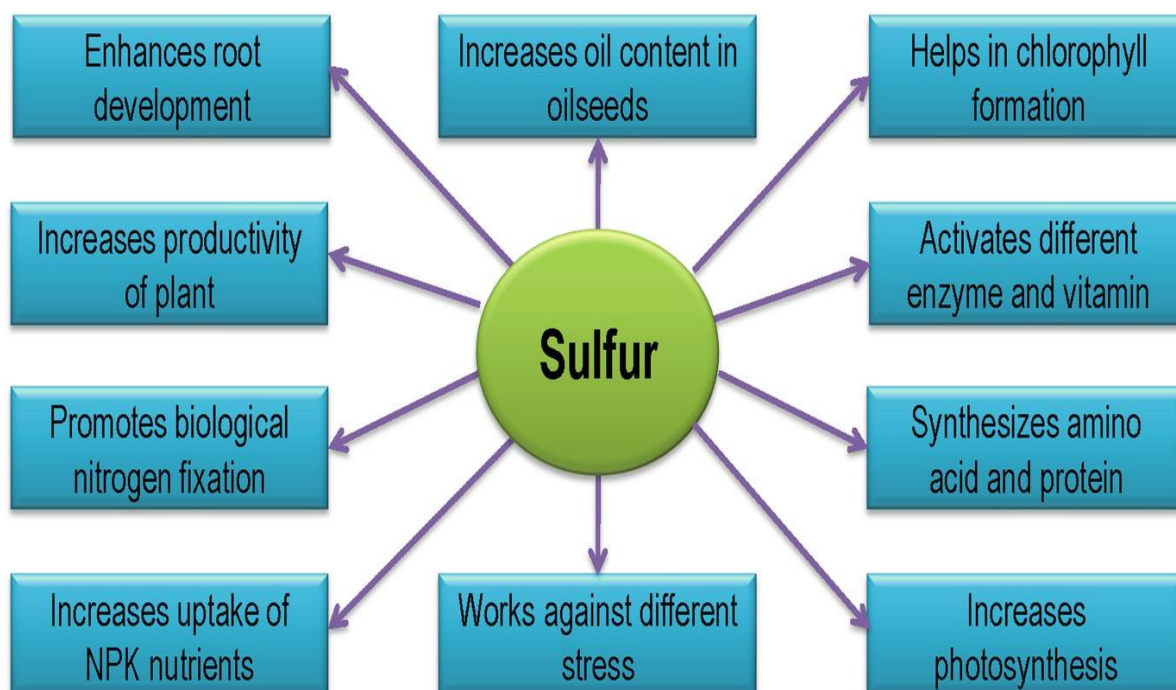 Enhances root
development
Increases oil content in
oilseeds
Helps in chlorophyll
formation
Increases productivity
of plant
Activates different
enzyme and vitamin
Sulfur
Promotes biological
nitrogen fixation
Synthesizes amino
acid and protein
Increases uptake of
NPK nutrients
Works against different
stress
Increases
photosynthesis